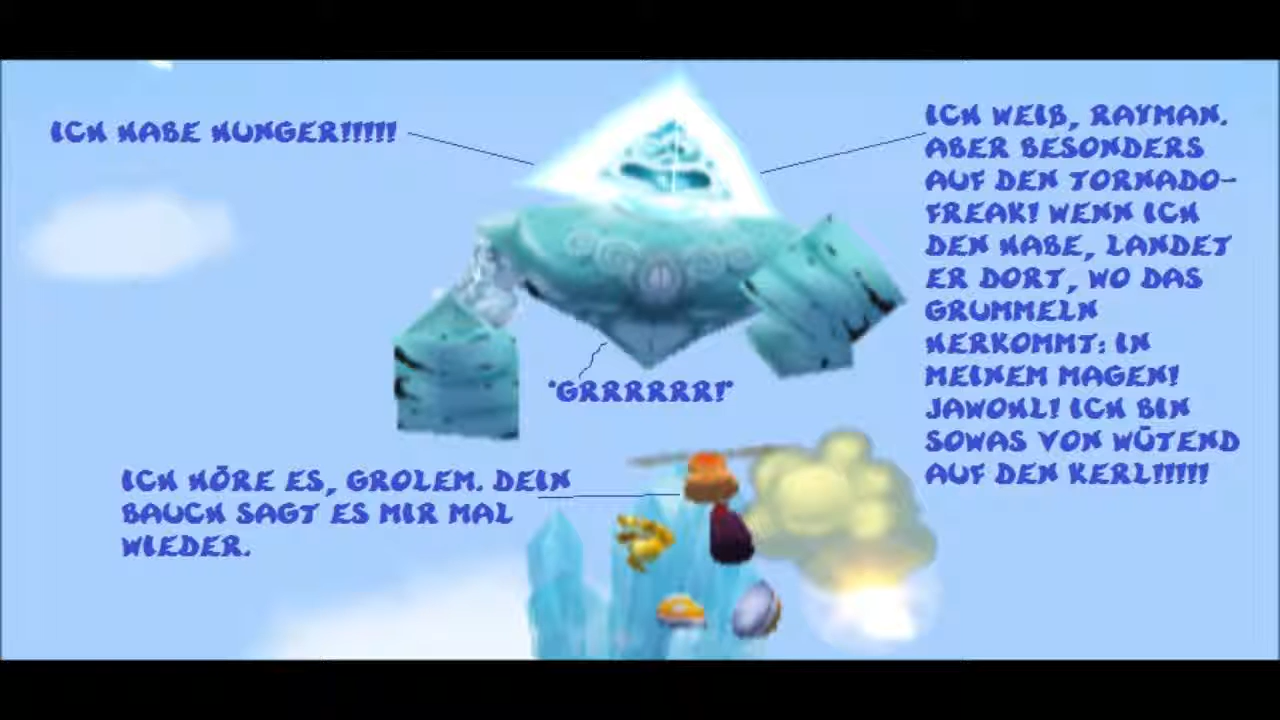 ICH HABE HUNGER!!!!!
ICH WEIß, RAYMAN.
ABER BESONDERS
AUF DEN TORNADO-
FREAK! WENN ICH
DEN HABE, LANDET
ER DORT, WO DAS
GRUMMELN
HERKOMMT: IN
MEINEM MAGEN!
JAWOHL! ICH BIN
SOWAS VON WÜTEND
AUF DEN KERL!!!!!
"GRRRRRR!"
ICH HÖRE ES, GROLEM. DEIN
BAUCH SAGT ES MIR MAL
WIEDER.